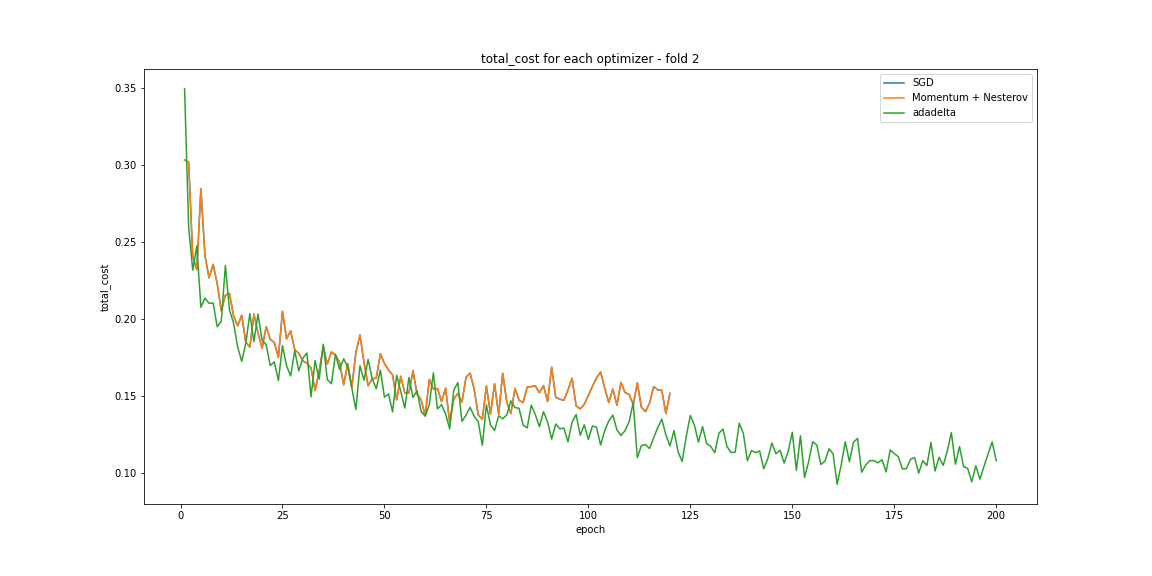 total_cost for each optimizer - fold 2
SGD
Momentum + Nesterov
adadelta
0.35
0.30
0.25
0.20
0.15
0.10
total_cost
0 25 50 75 100 125 150 175 200
epoch